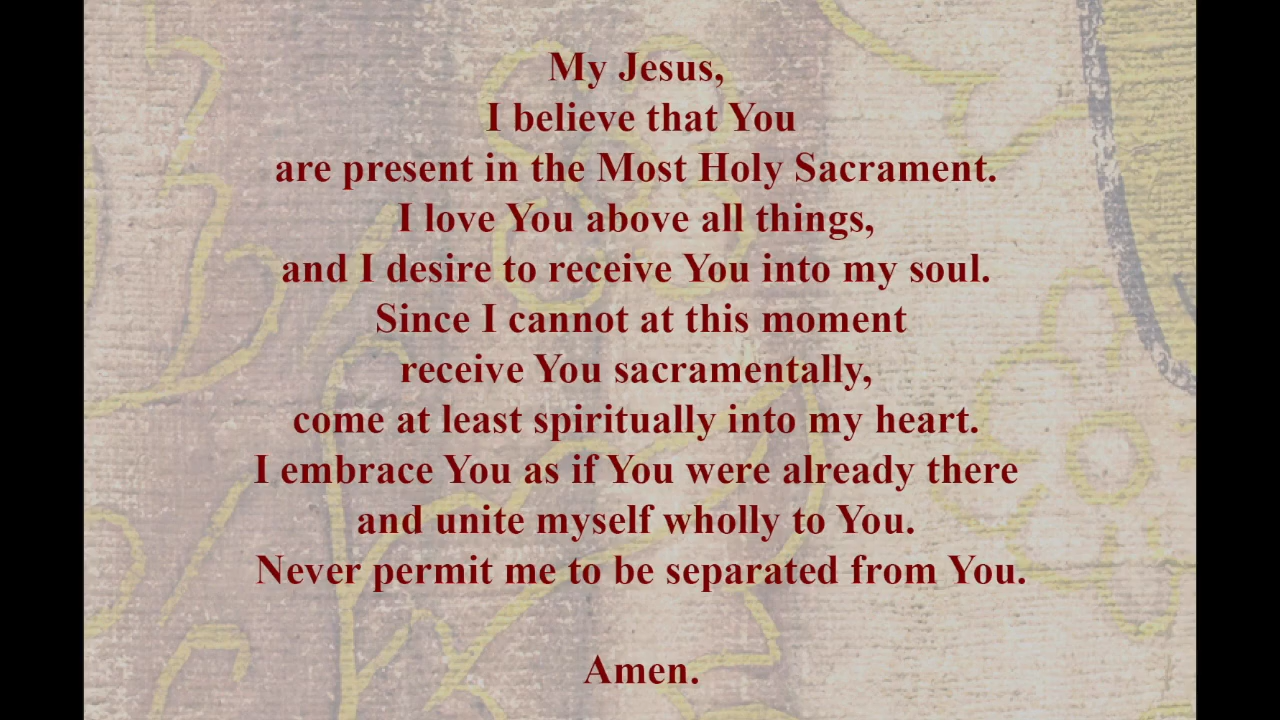 My Jesus,
I believe that You
are present in the Most Holy Sacrament.
I love You above all things,
and I desire to receive You into my soul.
Since I cannot at this moment
receive You sacramentally,
come at least spiritually into my heart.
I embrace You as if You were already there
and unite myself wholly to You.
Never permit me to be separated from You.
Amen.